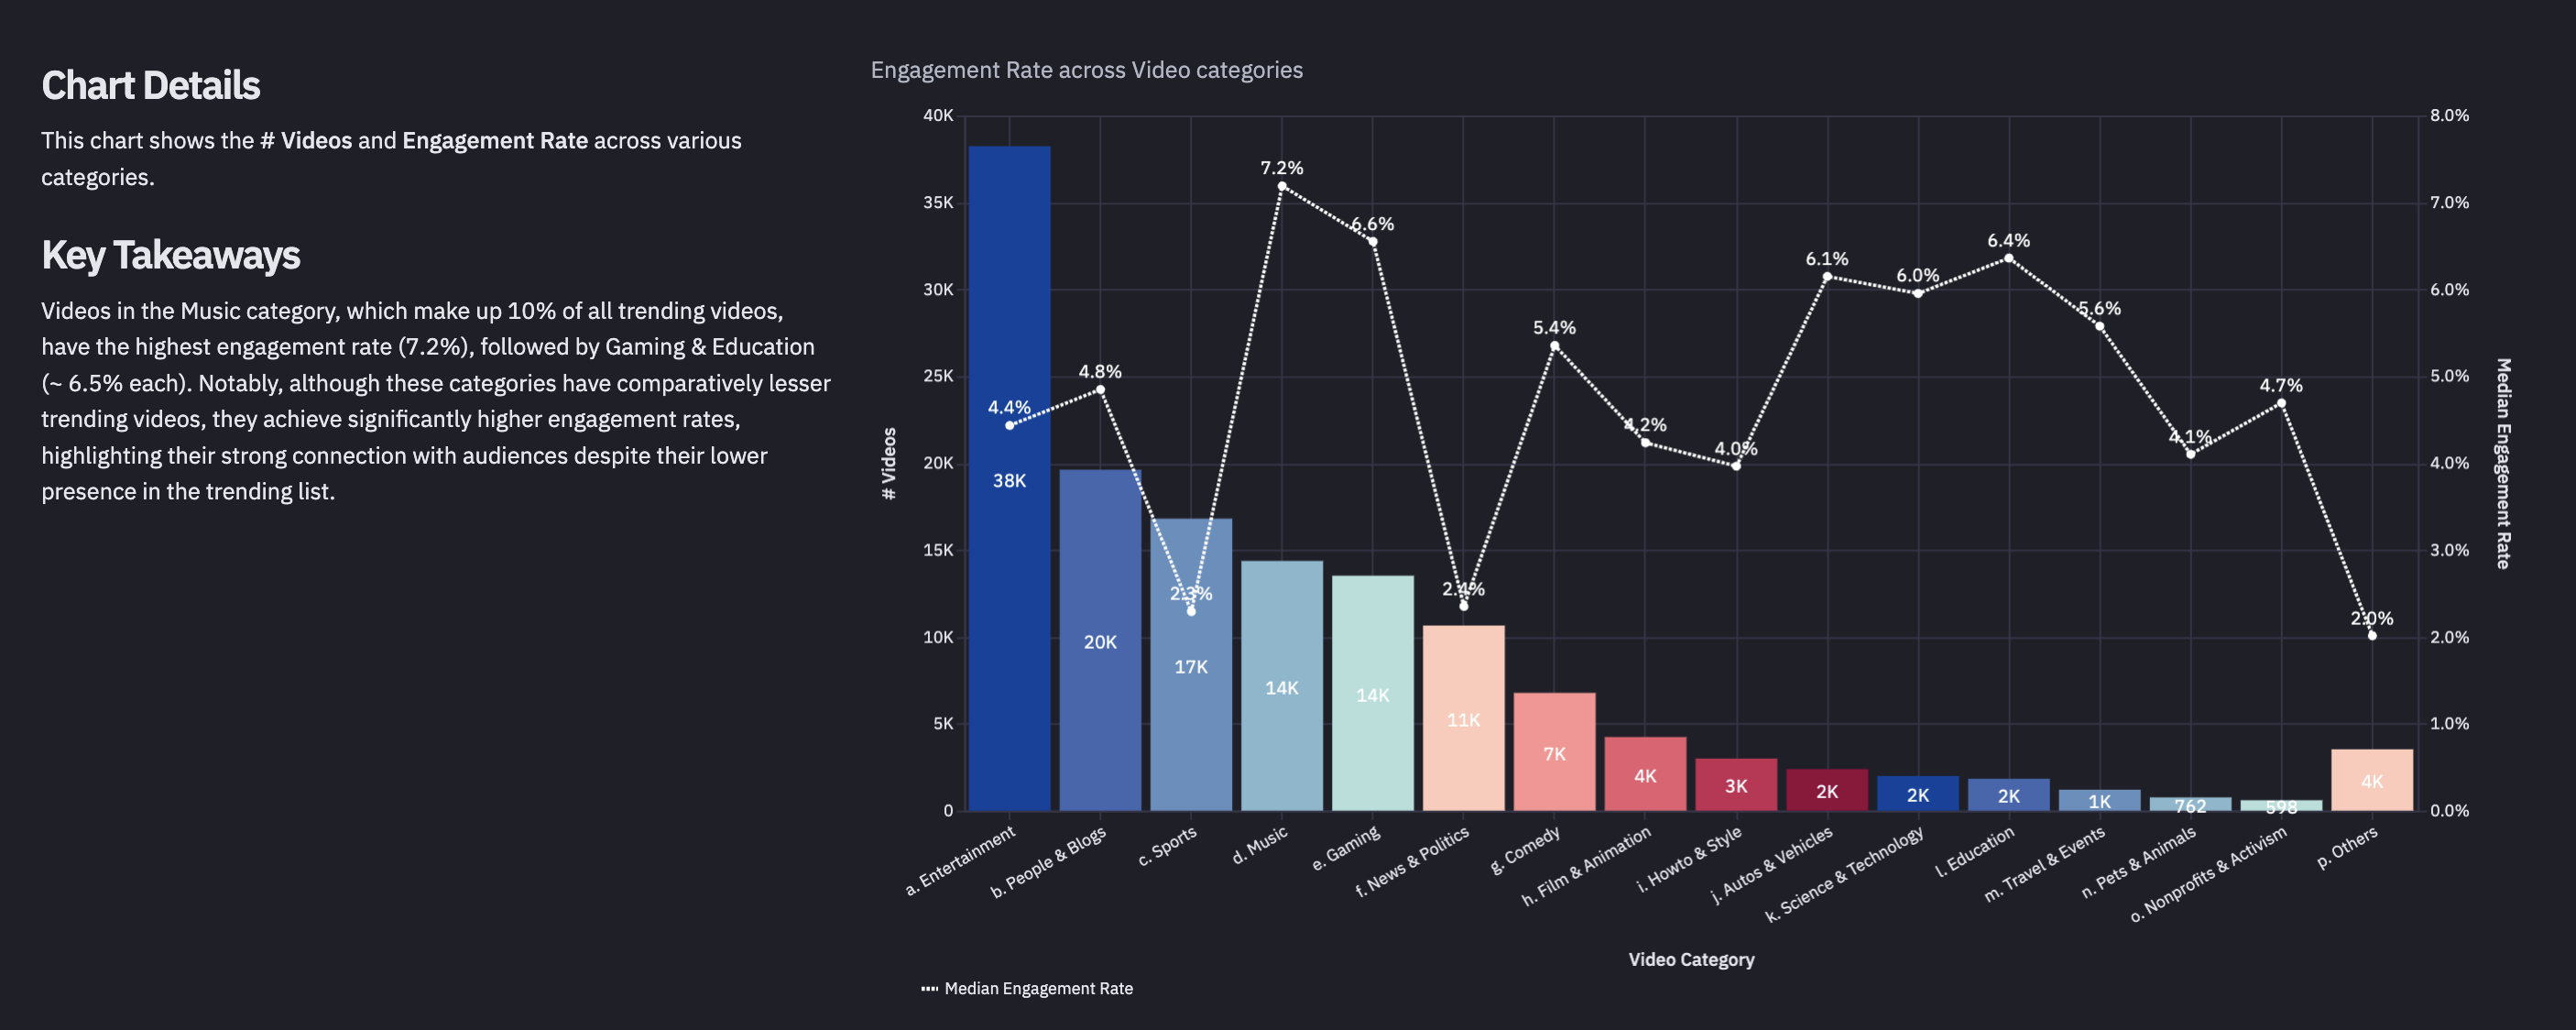 Chart Details
This chart shows the # Videos and Engagement Rate across various
categories.
Key Takeaways
Videos in the Music category, which make up 10% of all trending videos,
have the highest engagement rate (7.2%), followed by Gaming & Education
(~ 6.5% each). Notably, although these categories have comparatively lesser
trending videos, they achieve significantly higher engagement rates,
highlighting their strong connection with audiences despite their lower
presence in the trending list.
Engagement Rate across Video categories
# Videos
40K
35K
30K
25K
20K
15K
10K
5K
0
4.4%
4.8%
2.3%
7.2%
6.6%
2.4%
5.4%
4.2%
4.0%
6.1%
6.0%
6.4%
5.6%
4.1%
4.7%
2.0%
38K
20K
17K
14K
14K
11K
7K
4K
3K
2K
2K
2K
1K
762
598
4K
8.0%
7.0%
6.0%
5.0%
4.0%
3.0%
2.0%
1.0%
0.0%
Median Engagement Rate
a. Entertainment
b. People & Blogs
c. Sports
d. Music
e. Gaming
f. News & Politics
g. Comedy
h. Film & Animation
i. Howto & Style
j. Autos & Vehicles
k. Science & Technology
l. Education
m. Travel & Events
n. Pets & Animals
o. Nonprofits & Activism
p. Others
Video Category
Median Engagement Rate